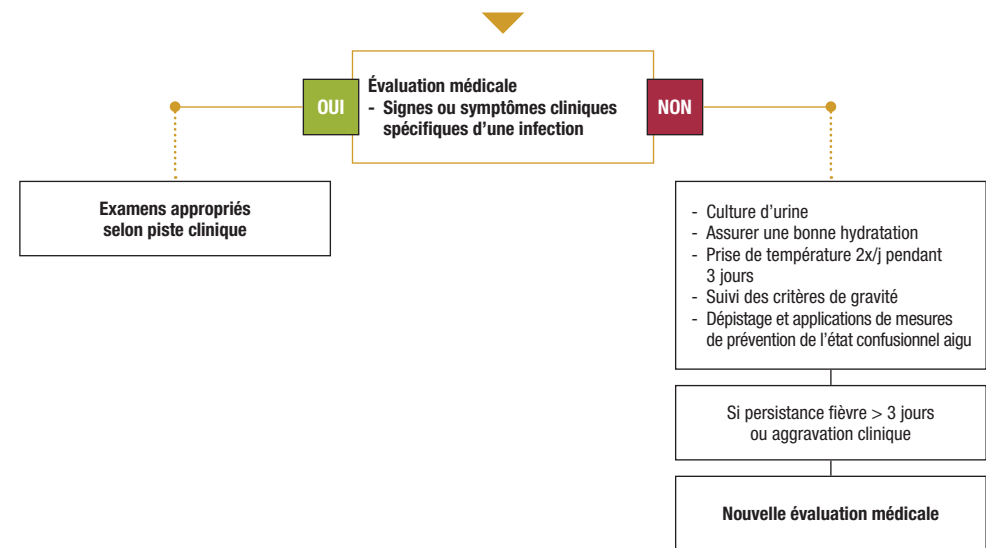 Évaluation médicale
- Signes ou symptômes cliniques
spécifiques d'une infection
OUI
NON
Examens appropriés
selon piste clinique
- Culture d'urine
- Assurer une bonne hydratation
- Prise de température 2x/j pendant
3 jours
- Suivi des critères de gravité
- Dépistage et applications de mesures
de prévention de l'état confusionnel aigu
Si persistance fièvre > 3 jours
ou aggravation clinique
Nouvelle évaluation médicale